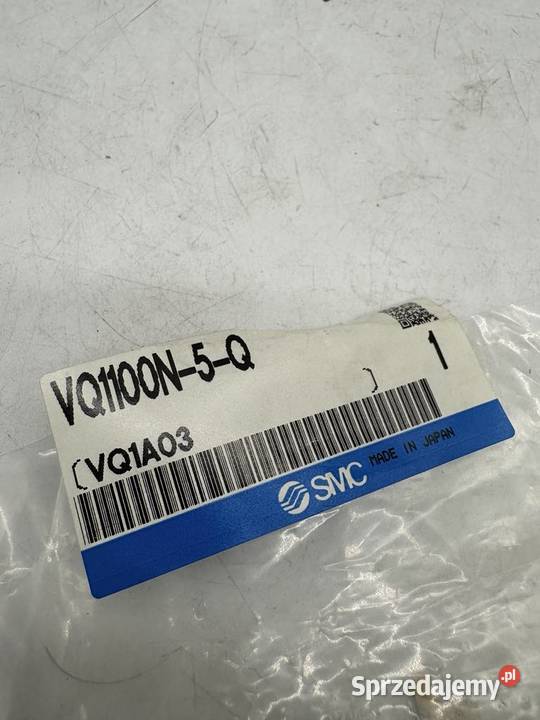 VQ1100N-5-Q
1
(VQ1A03 )
SMC MADE IN JAPAN
Sprzedajemy.pl